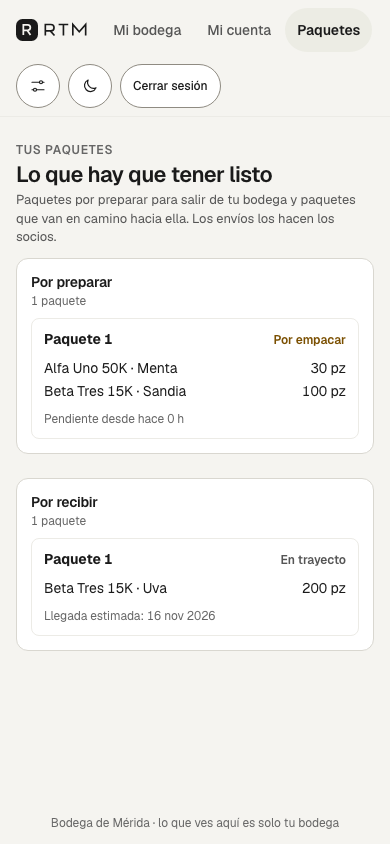 R RTM Mi bodega Mi cuenta Paquetes
Cerrar sesión
TUS PAQUETES
Lo que hay que tener listo
Paquetes por preparar para salir de tu bodega y paquetes
que van en camino hacia ella. Los envíos los hacen los
socios.
Por preparar
1 paquete
Paquete 1 Por empacar
Alfa Uno 50K · Menta 30 pz
Beta Tres 15K · Sandia 100 pz
Pendiente desde hace 0 h
Por recibir
1 paquete
Paquete 1 En trayecto
Beta Tres 15K · Uva 200 pz
Llegada estimada: 16 nov 2026
Bodega de Mérida · lo que ves aquí es solo tu bodega